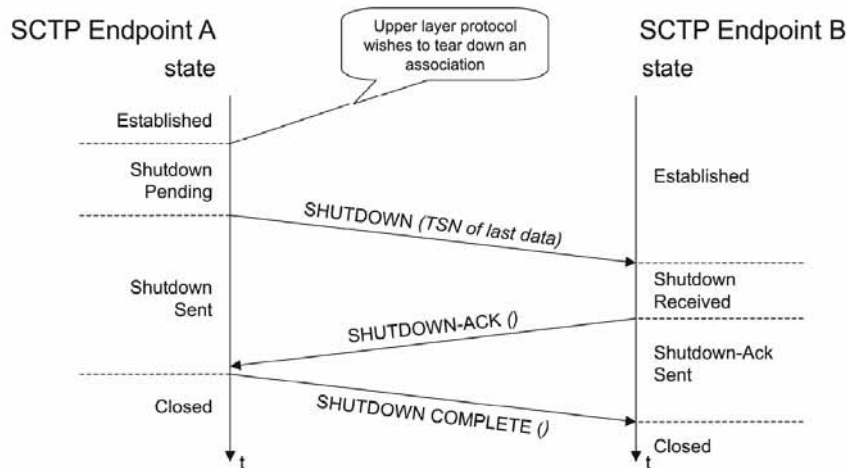 SCTP Endpoint A
state
Upper layer protocol
wishes to tear down an
association
SCTP Endpoint B
state
Established
Shutdown
Pending
Established
SHUTDOWN (TSN of last data)
Shutdown
Sent
Shutdown
Received
SHUTDOWN-ACK ()
Shutdown-Ack
Sent
Closed
SHUTDOWN COMPLETE ()
Closed
t
t